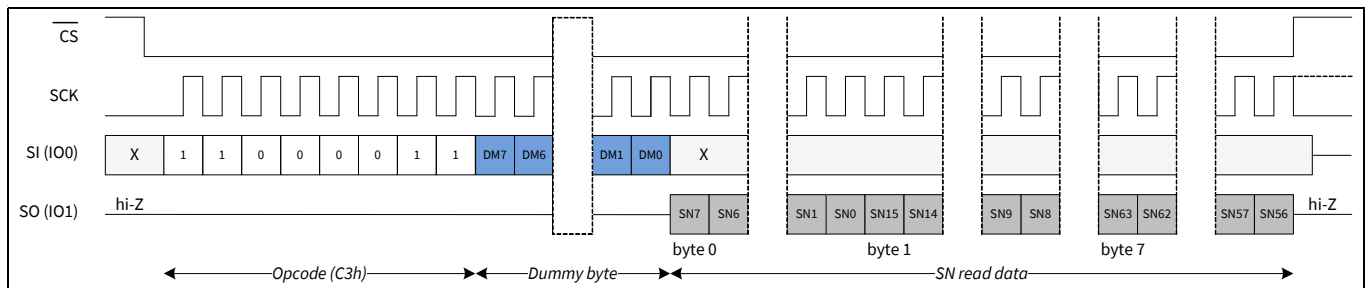 CS
SCK
SI (IO0) X 1 1 0 0 0 0 1 1 DM7 DM6 DM1 DM0 X
SO (IO1) hi-Z SN7 SN6 SN1 SN0 SN15 SN14 SN9 SN8 SN63 SN62 SN57 SN56 hi-Z
byte 0 byte 1 byte 7
Opcode (C3h) Dummy byte SN read data